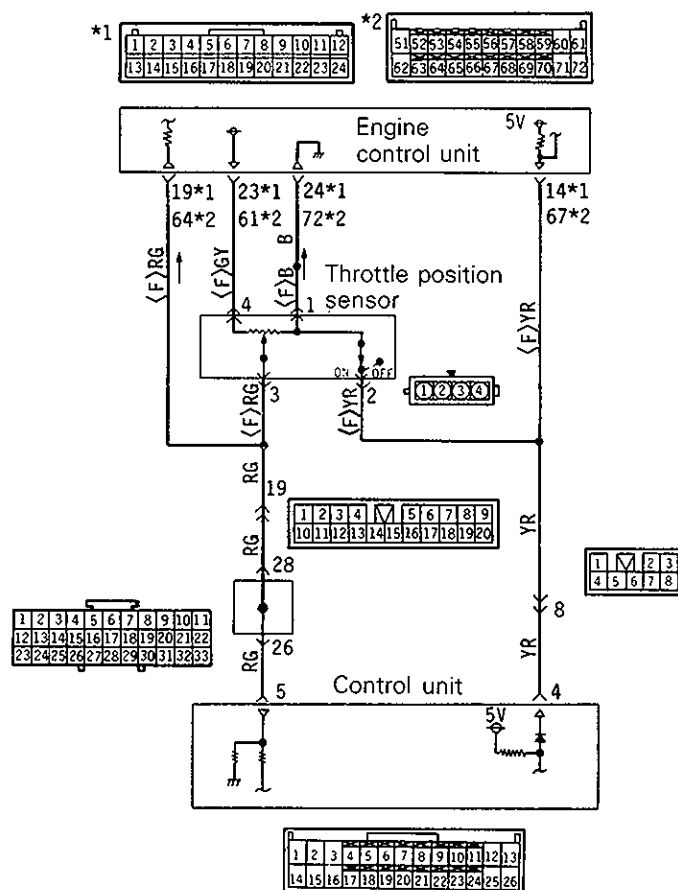 *1
1 2 3 4 5 6 7 8 9 10 11 12
13 14 15 16 17 18 19 20 21 22 23 24
*2
51 52 53 54 55 56 57 58 59 60 61
62 63 64 65 66 67 68 69 70 71 72
Engine
control unit
5V
19*1
64*2
23*1
61*2
24*1
72*2
14*1
67*2
<F>RG
<F>GY
<F>B
B
<F>YR
Throttle position
sensor
4
1
ON
OFF
3
2
<F>RG
<F>YR
1 2 3 4
RG
19
RG
28
1 2 3 4 5 6 7 8 9
10 11 12 13 14 15 16 17 18 19 20
YR
1 2 3
4 5 6 7 8
8
YR
1 2 3 4 5 6 7 8 9 10 11
12 13 14 15 16 17 18 19 20 21 22
23 24 25 26 27 28 29 30 31 32 33
26
RG
5
Control unit
4
5V
1 2 3 4 5 6 7 8 9 10 11 12 13
14 15 16 17 18 19 20 21 22 23 24 25 26